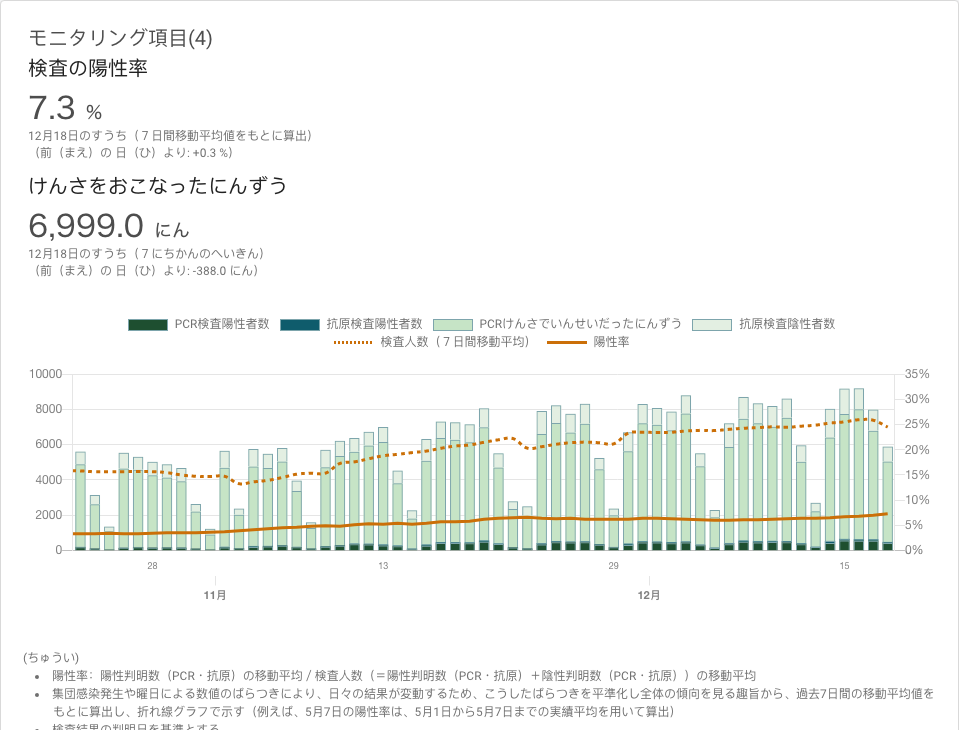 モニタリング項目(4)
検査の陽性率
7.3 %
12月18日のすうち（７日間移動平均値をもとに算出）
（前（まえ）の 日（ひ）より: +0.3 %）
けんさをおこなったにんずう
6,999.0 にん
12月18日のすうち（７にちかんのへいきん）
（前（まえ）の 日（ひ）より: -388.0 にん）
PCR検査陽性者数 抗原検査陽性者数 PCRけんさでいんせいだったにんずう 抗原検査陰性者数
検査人数（７日間移動平均） 陽性率
10000 35%
30%
8000
25%
6000
20%
4000 15%
10%
2000
5%
0 0%
28 13 29 15
11月 12月
(ちゅうい)
• 陽性率：陽性判明数（PCR・抗原）の移動平均 / 検査人数（＝陽性判明数（PCR・抗原）＋陰性判明数（PCR・抗原））の移動平均
• 集団感染発生や曜日による数値のばらつきにより、日々の結果が変動するため、こうしたばらつきを平準化し全体の傾向を見る趣旨から、過去7日間の移動平均値を
もとに算出し、折れ線グラフで示す（例えば、5月7日の陽性率は、5月1日から5月7日までの実績平均を用いて算出）
• 検査結果の判明日を基準とする